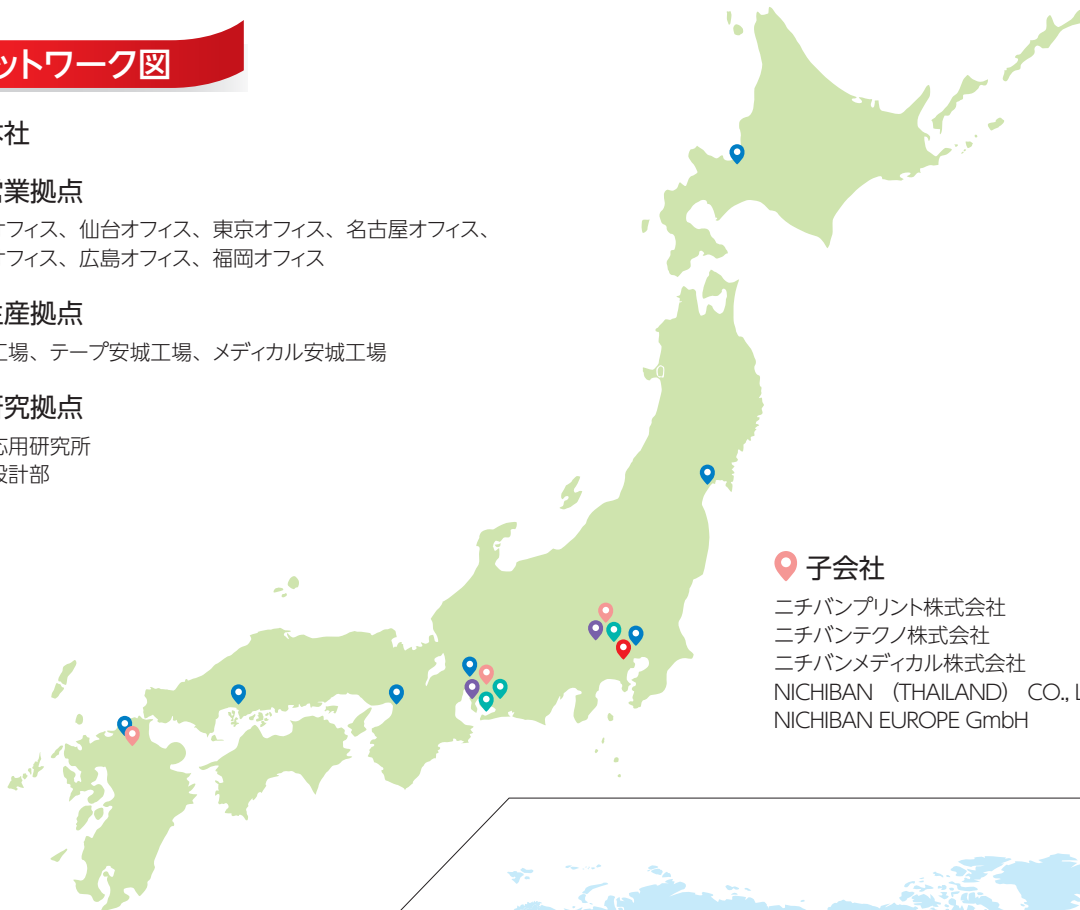 ットワーク図
本社
営業拠点
オフィス、仙台オフィス、東京オフィス、名古屋オフィス、
オフィス、広島オフィス、福岡オフィス
生産拠点
工場、テープ安城工場、メディカル安城工場
研究拠点
応用研究所
設計部
子会社
ニチバンプリント株式会社
ニチバンテクノ株式会社
ニチバンメディカル株式会社
NICHIBAN （THAILAND） CO., L
NICHIBAN EUROPE GmbH